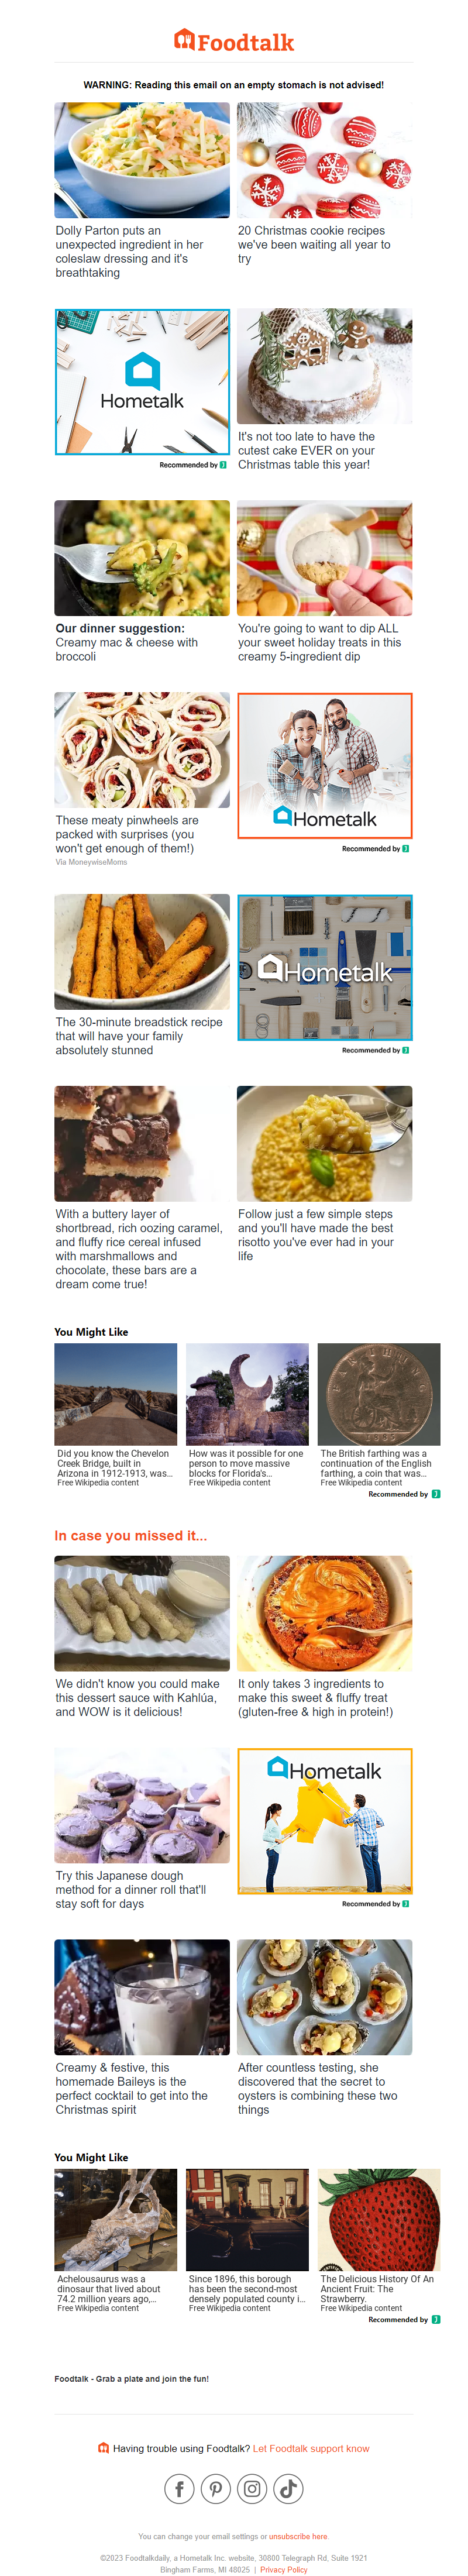 Foodtalk
WARNING: Reading this email on an empty stomach is not advised!
Dolly Parton puts an
unexpected ingredient in her
coleslaw dressing and it's
breathtaking
20 Christmas cookie recipes
we've been waiting all year to
try
Hometalk
Recommended by
It's not too late to have the
cutest cake EVER on your
Christmas table this year!
Our dinner suggestion:
Creamy mac & cheese with
broccoli
You're going to want to dip ALL
your sweet holiday treats in this
creamy 5-ingredient dip
These meaty pinwheels are
packed with surprises (you
won't get enough of them!)
Via MoneywiseMoms
Hometalk
Recommended by
The 30-minute breadstick recipe
that will have your family
absolutely stunned
Hometalk
Recommended by
With a buttery layer of
shortbread, rich oozing caramel,
and fluffy rice cereal infused
with marshmallows and
chocolate, these bars are a
dream come true!
Follow just a few simple steps
and you'll have made the best
risotto you've ever had in your
life
You Might Like
Did you know the Chevelon
Creek Bridge, built in
Arizona in 1912-1913, was...
Free Wikipedia content
How was it possible for one
person to move massive
blocks for Florida's...
Free Wikipedia content
The British farthing was a
continuation of the English
farthing, a coin that was...
Free Wikipedia content
Recommended by
In case you missed it...
We didn't know you could make
this dessert sauce with Kahlúa,
and WOW is it delicious!
It only takes 3 ingredients to
make this sweet & fluffy treat
(gluten-free & high in protein!)
Try this Japanese dough
method for a dinner roll that'll
stay soft for days
Hometalk
Recommended by
Creamy & festive, this
homemade Baileys is the
perfect cocktail to get into the
Christmas spirit
After countless testing, she
discovered that the secret to
oysters is combining these two
things
You Might Like
Achelousaurus was a
dinosaur that lived about
74.2 million years ago,...
Free Wikipedia content
Since 1896, this borough
has been the second-most
densely populated county i...
Free Wikipedia content
The Delicious History Of An
Ancient Fruit: The
Strawberry.
Free Wikipedia content
Recommended by
Foodtalk - Grab a plate and join the fun!
Having trouble using Foodtalk? Let Foodtalk support know
You can change your email settings or unsubscribe here.
©2023 Foodtalkdaily, a Hometalk Inc. website, 30800 Telegraph Rd, Suite 1921
Bingham Farms, MI 48025 | Privacy Policy